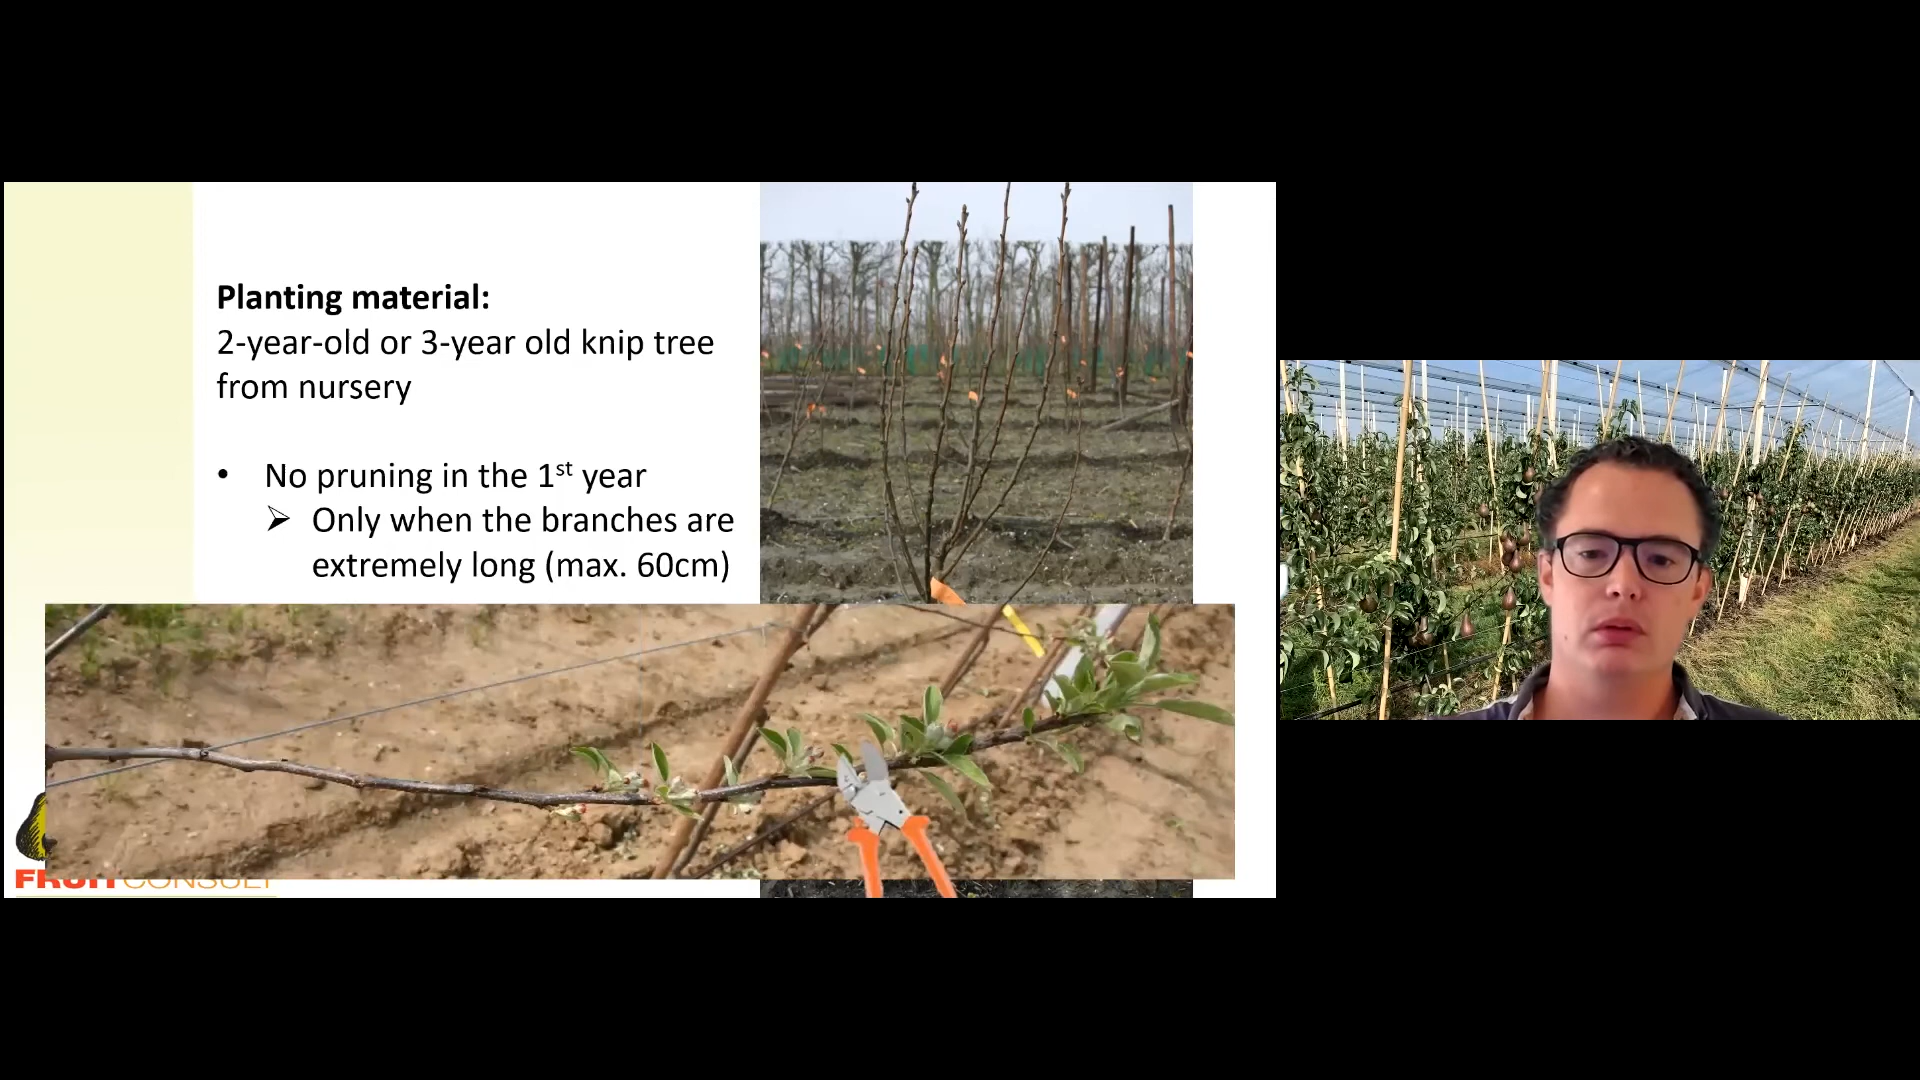 Planting material:
2-year-old or 3-year old knip tree
from nursery
• No pruning in the 1st year
➢ Only when the branches are
extremely long (max. 60cm)
FRUITCONSULT